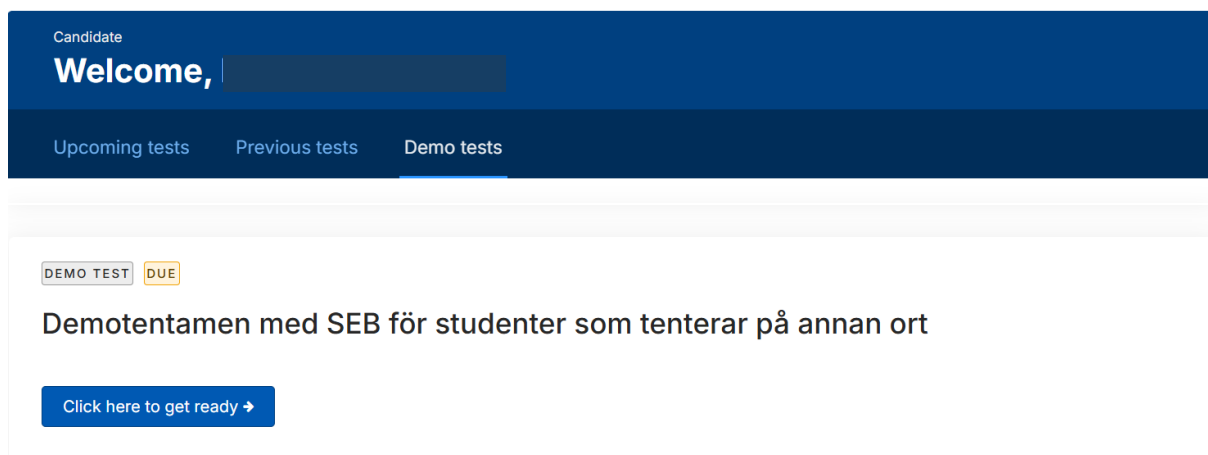 Candidate
Welcome,
Upcoming tests Previous tests Demo tests
DEMO TEST DUE
Demotentamen med SEB för studenter som tenterar på annan ort
Click here to get ready →